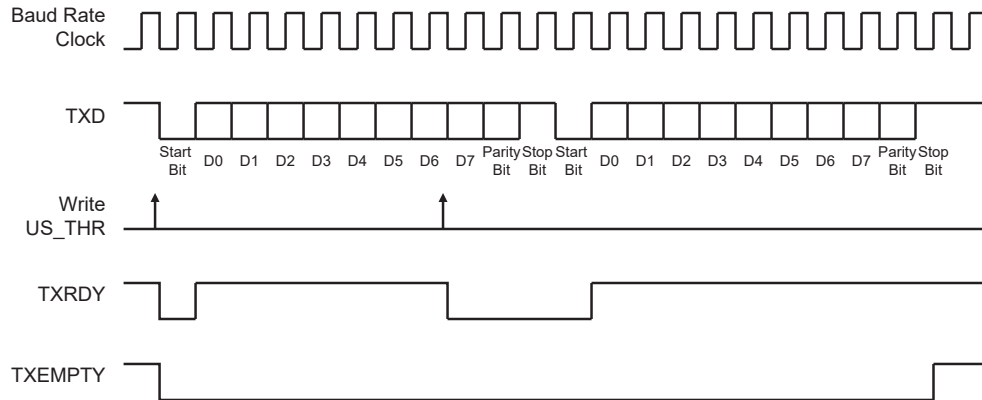 Baud Rate
Clock
TXD
Start
Bit
D0
D1
D2
D3
D4
D5
D6
D7
Parity
Bit
Stop
Bit
Start
Bit
D0
D1
D2
D3
D4
D5
D6
D7
Parity
Bit
Stop
Bit
Write
US_THR
TXRDY
TXEMPTY